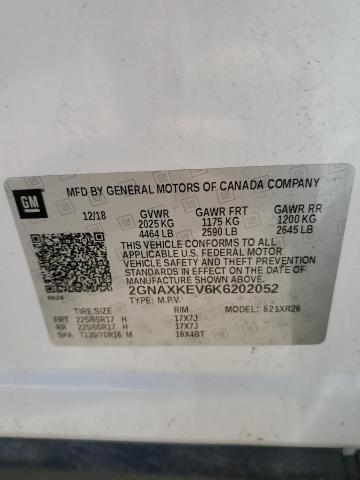 GM
MFD BY GENERAL MOTORS OF CANADA COMPANY
12/18 GVWR GAWR FRT GAWR RR
2025 KG 1175 KG 1200 KG
4464 LB 2590 LB 2645 LB
THIS VEHICLE CONFORMS TO ALL
APPLICABLE U.S. FEDERAL MOTOR
VEHICLE SAFETY AND THEFT PREVENTION
STANDARDS IN EFFECT ON THE DATE OF
MANUFACTURE SHOWN ABOVE.
2GNAXKEV6K6202052
9624 TYPE: M.P.V. MODEL: 621XR26
TIRE SIZE RIM
FRT 225/65R17 H 17X7J
RR 225/65R17 H 17X7J
SPA T135/70R16 M 16X4BT